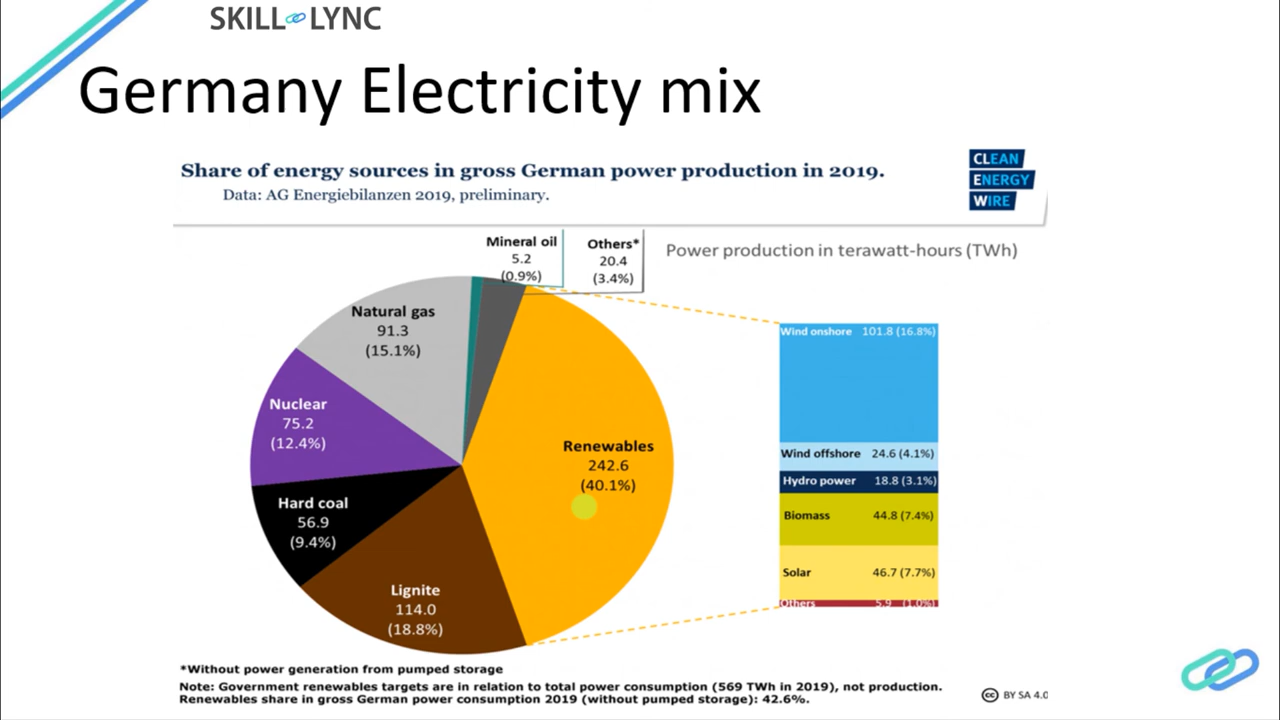 SKILL LYNC
Germany Electricity mix
Share of energy sources in gross German power production in 2019.
Data: AG Energiebilanzen 2019, preliminary.
CLEAN
ENERGY
WIRE
Power production in terawatt-hours (TWh)
Mineral oil
5.2
(0.9%)
Others*
20.4
(3.4%)
Natural gas
91.3
(15.1%)
Nuclear
75.2
(12.4%)
Hard coal
56.9
(9.4%)
Lignite
114.0
(18.8%)
Renewables
242.6
(40.1%)
Wind onshore 101.8 (16.8%)
Wind offshore 24.6 (4.1%)
Hydro power 18.8 (3.1%)
Biomass 44.8 (7.4%)
Solar 46.7 (7.7%)
Others 5.9 (1.0%)
*Without power generation from pumped storage
Note: Government renewables targets are in relation to total power consumption (569 TWh in 2019), not production.
Renewables share in gross German power consumption 2019 (without pumped storage): 42.6%.
cc BY SA 4.0